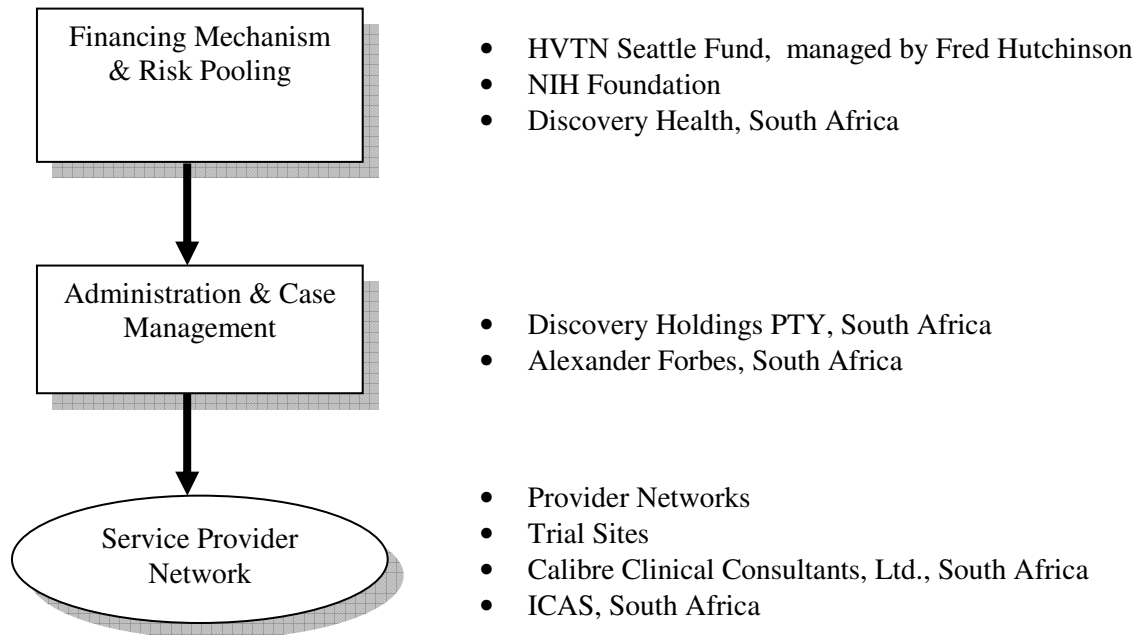 Financing Mechanism
& Risk Pooling
• HVTN Seattle Fund, managed by Fred Hutchinson
• NIH Foundation
• Discovery Health, South Africa
Administration & Case
Management
• Discovery Holdings PTY, South Africa
• Alexander Forbes, South Africa
Service Provider
Network
• Provider Networks
• Trial Sites
• Calibre Clinical Consultants, Ltd., South Africa
• ICAS, South Africa